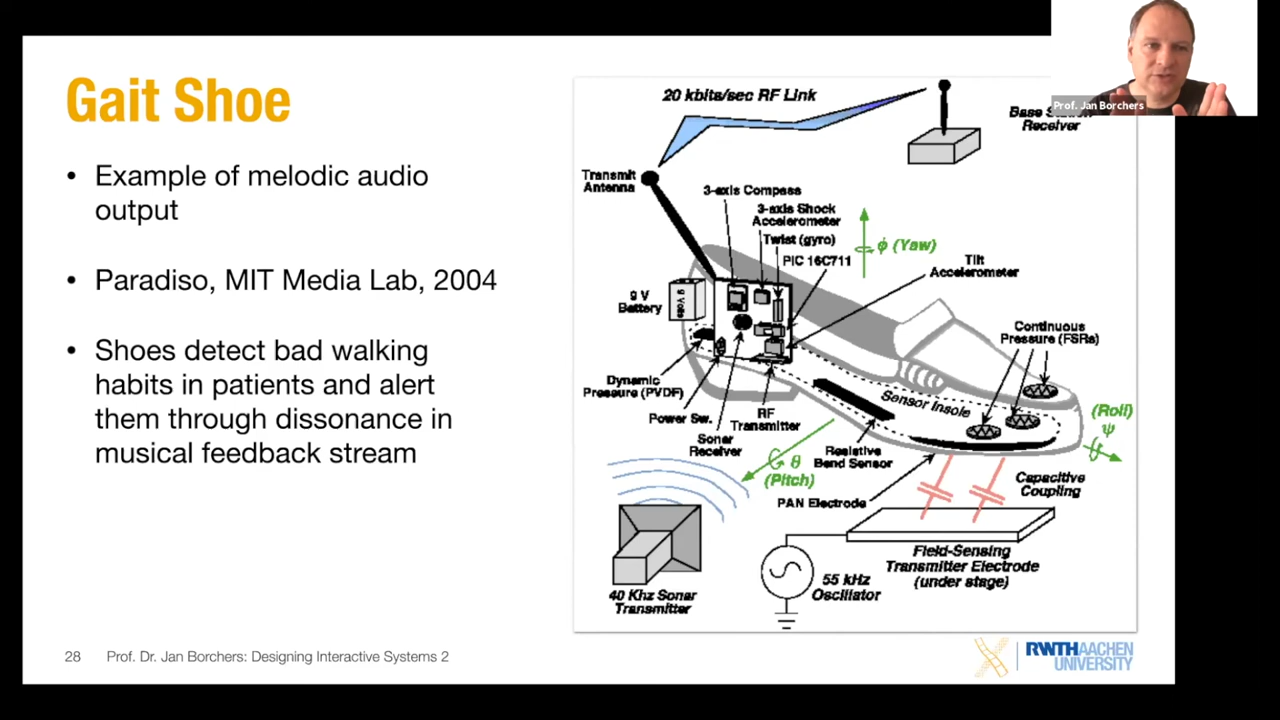 Gait Shoe
• Example of melodic audio
output
• Paradiso, MIT Media Lab, 2004
• Shoes detect bad walking
habits in patients and alert
them through dissonance in
musical feedback stream
20 kbits/sec RF Link
Base Station
Receiver
Transmit
Antenna
3-axis Compass
3-axis Shock
Accelerometer
Twist (gyro)
PIC 16C711
ϕ (Yaw)
Tilt
Accelerometer
9 V
Battery
9 Volts
Continuous
Pressure (FSRs)
Dynamic
Pressure (PVDF)
Power Sw.
Sonar
Receiver
RF
Transmitter
Sensor Insole
(Roll)
ψ
θ
(Pitch)
Resistive
Bend Sensor
PAN Electrode
Capacitive
Coupling
Field-Sensing
Transmitter Electrode
(under stage)
55 kHz
Oscillator
40 Khz Sonar
Transmitter
28 Prof. Dr. Jan Borchers: Designing Interactive Systems 2
RWTHAACHEN
UNIVERSITY
Prof. Jan Borchers